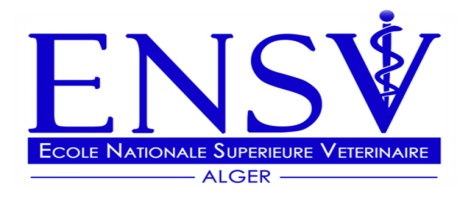 ENSV
ECOLE NATIONALE SUPERIEURE VETERINAIRE
ALGER